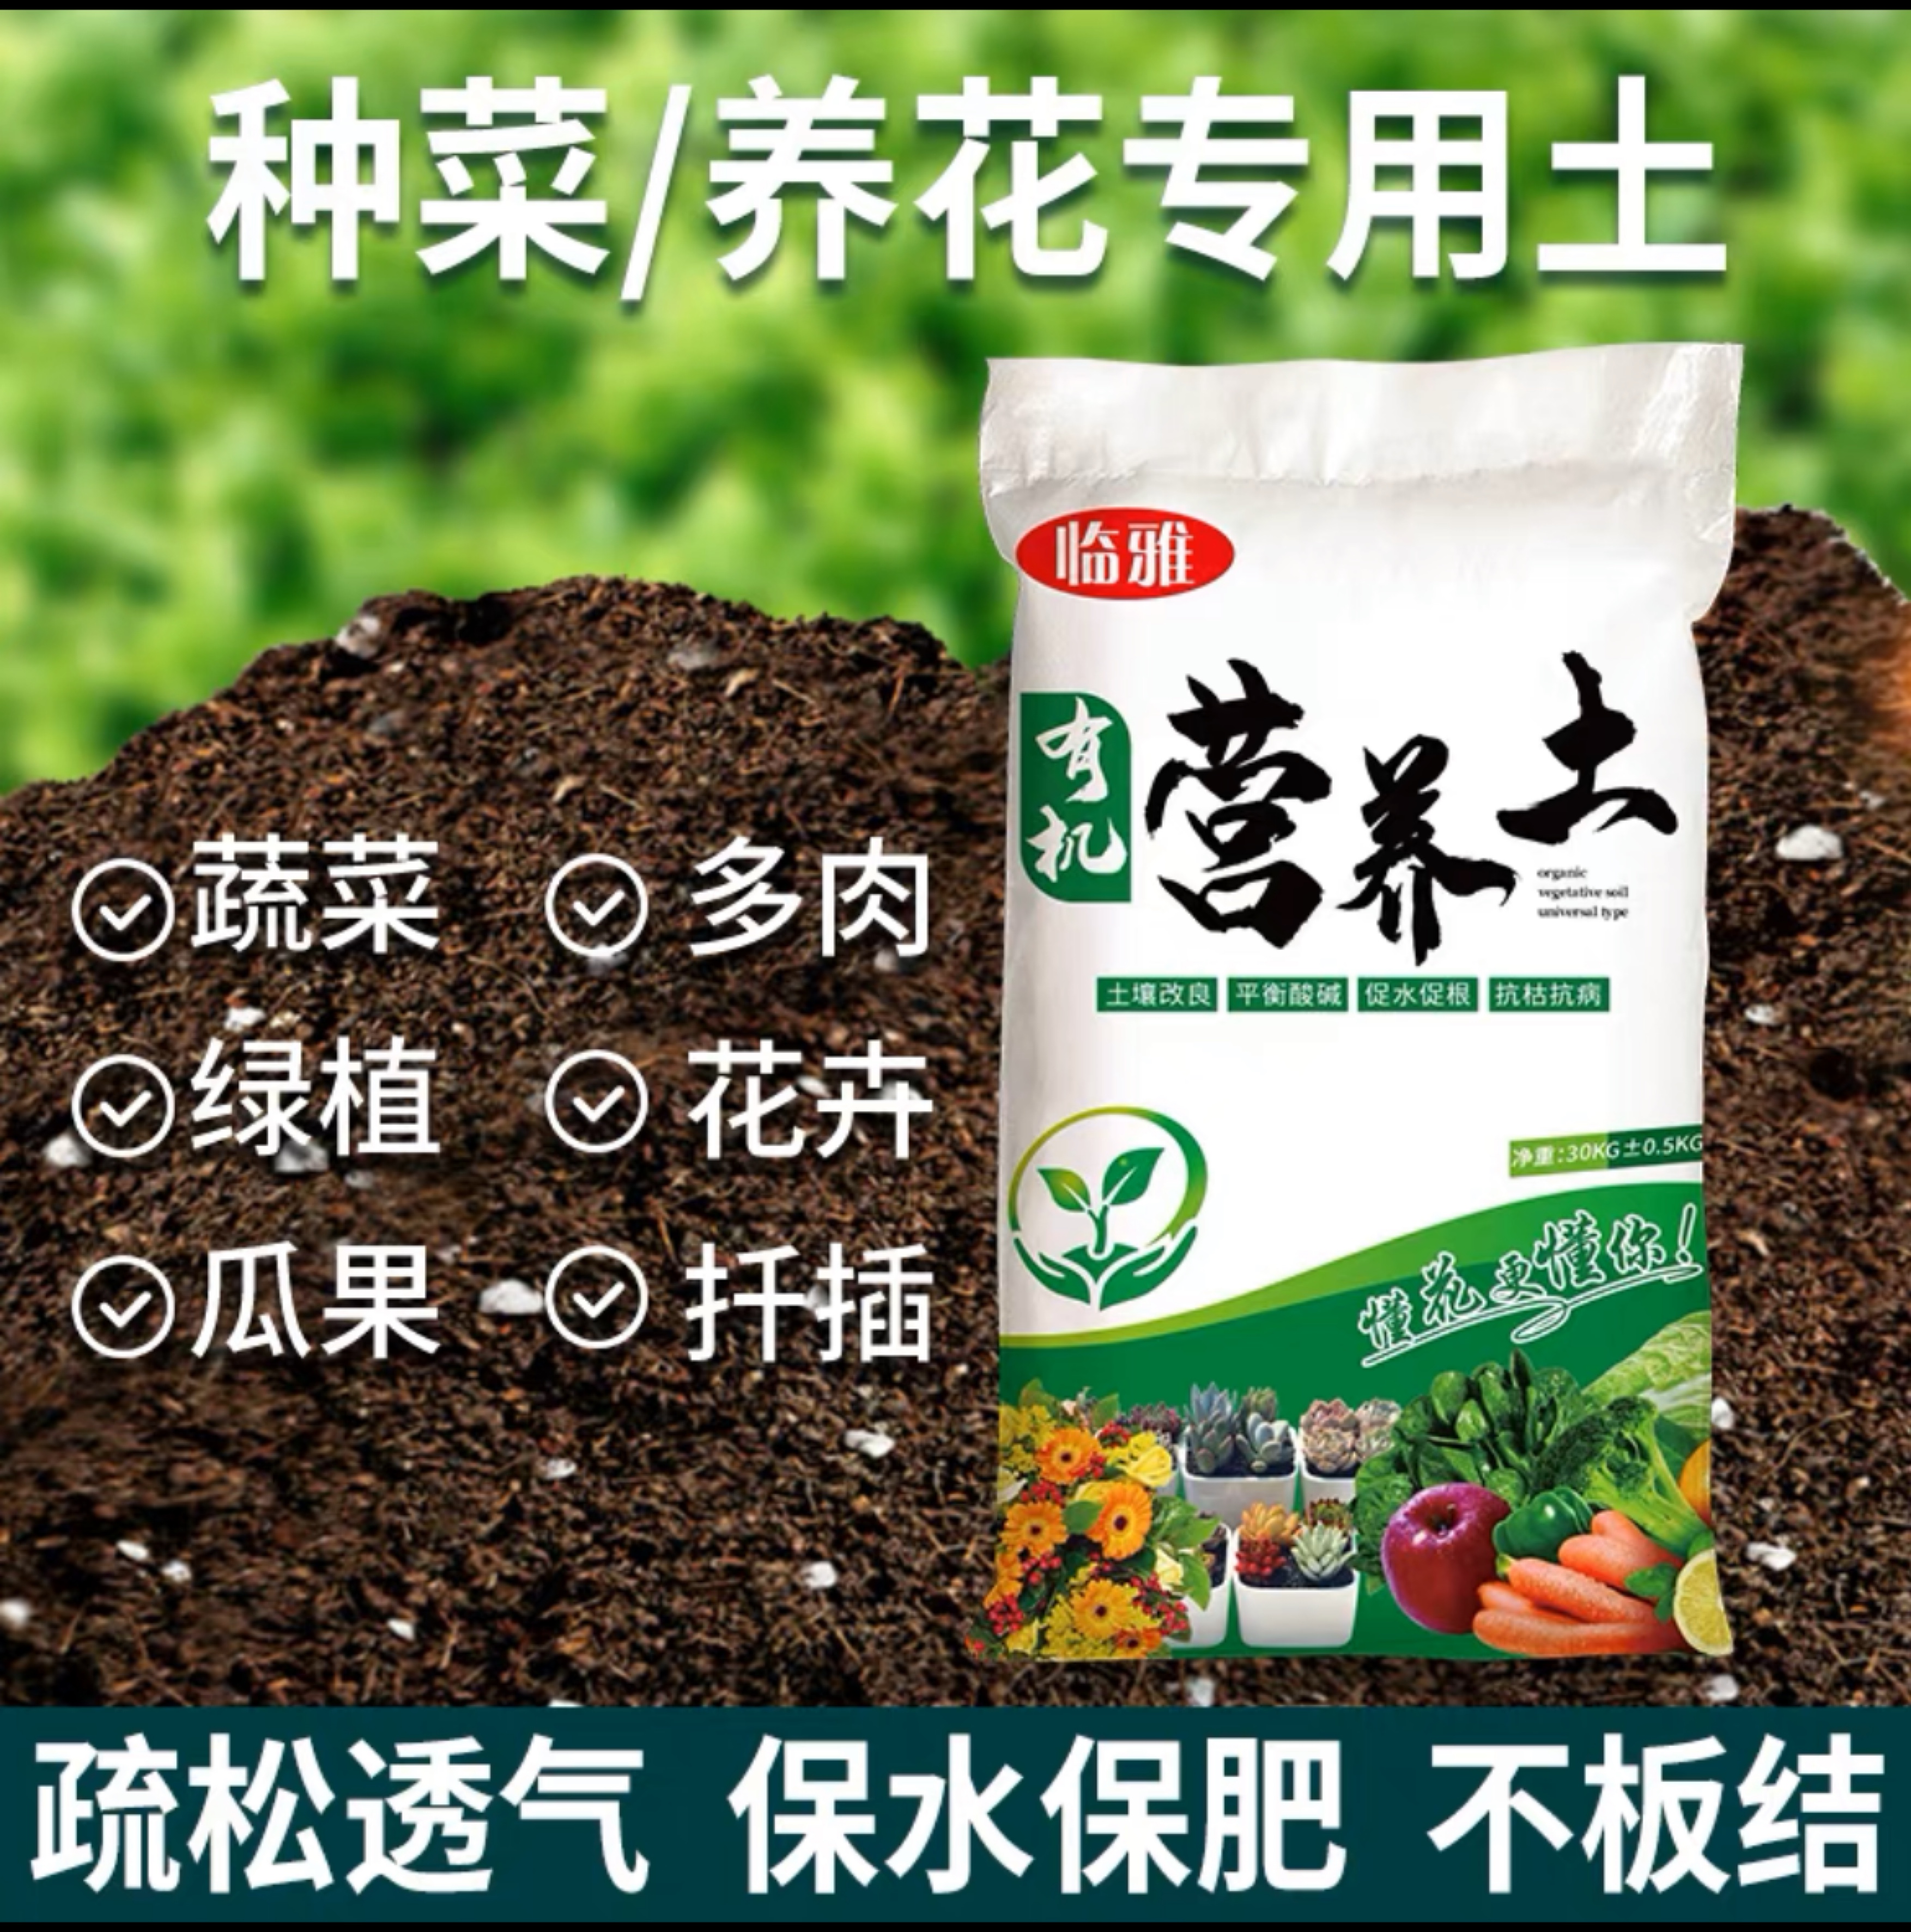 种菜/养花专用土
临雅
有机
营养土
organic
vegetative soil
universal type
土壤改良 平衡酸碱 促水促根 抗枯抗病
蔬菜 多肉
绿植 花卉
瓜果 扦插
净重:30KG±0.5KG
懂花更懂你!
疏松透气 保水保肥 不板结